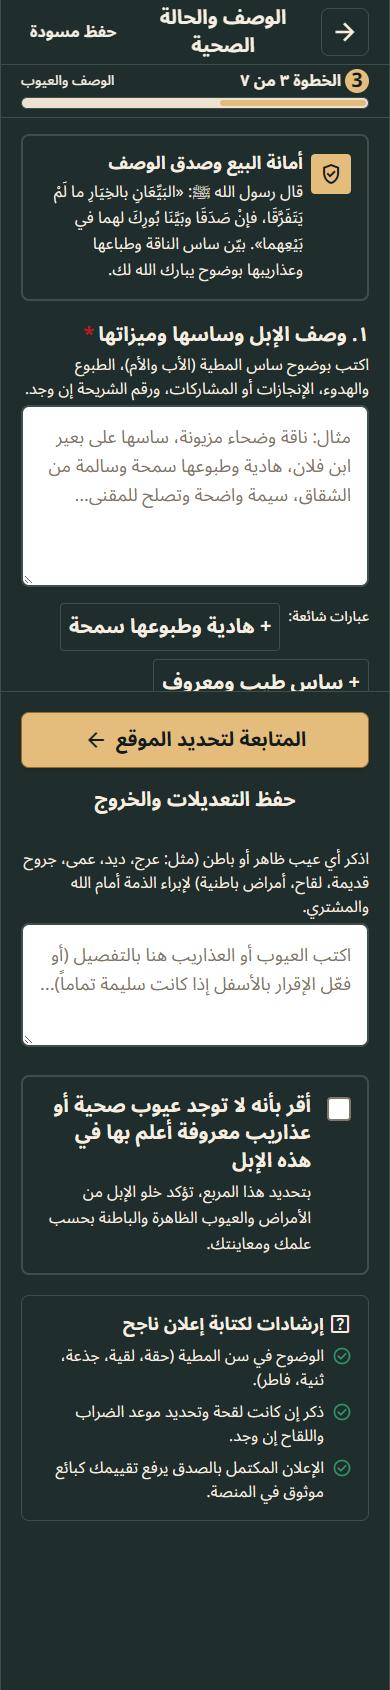 الوصف والحالة
الصحية
حفظ مسودة
3 الخطوة ٣ من ٧
الوصف والعيوب
أمانة البيع وصدق الوصف
قال رسول الله ﷺ: «البَيِّعَانِ بالخِيَارِ ما لَمْ
يَتَفَرَّقَا، فإنْ صَدَقَا وبَيَّنَا بُورِكَ لهما في
بَيْعِهما». بيّن ساس الناقة وطباعها
وعذاريبها بوضوح يبارك الله لك.
١. وصف الإبل وساسها وميزاتها *
اكتب بوضوح ساس المطية (الأب والأم)، الطبوع
والهدوء، الإنجازات أو المشاركات، ورقم الشريحة إن وجد.
مثال: ناقة وضحاء مزيونة، ساسها على بعير
ابن فلان، هادية وطبوعها سمحة وسالمة من
الشقاق، سيمة واضحة وتصلح للمقنى...
عبارات شائعة:
+ هادية وطبوعها سمحة
+ ساس طيب ومعروف
المتابعة لتحديد الموقع ←
حفظ التعديلات والخروج
اذكر أي عيب ظاهر أو باطن (مثل: عرج، ديد، عمى، جروح
قديمة، لقاح، أمراض باطنية) لإبراء الذمة أمام الله
والمشتري.
اكتب العيوب أو العذاريب هنا بالتفصيل (أو
فعّل الإقرار بالأسفل إذا كانت سليمة تماماً)...
أقر بأنه لا توجد عيوب صحية أو
عذاريب معروفة أعلم بها في
هذه الإبل
بتحديد هذا المربع، تؤكد خلو الإبل من
الأمراض والعيوب الظاهرة والباطنة بحسب
علمك ومعاينتك.
إرشادات لكتابة إعلان ناجح
الوضوح في سن المطية (حقة، لقية، جذعة،
ثنية، فاطر).
ذكر إن كانت لقحة وتحديد موعد الضراب
واللقاح إن وجد.
الإعلان المكتمل بالصدق يرفع تقييمك كبائع
موثوق في المنصة.